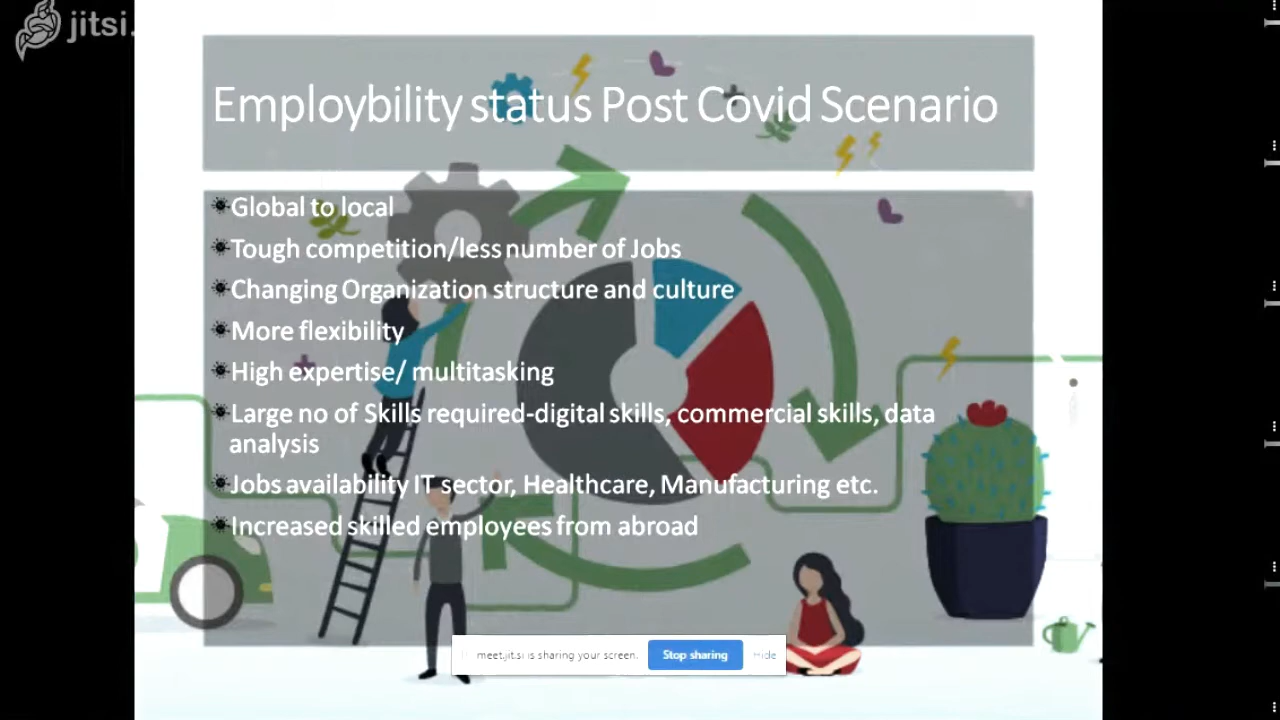 jitsi.
Employbility status Post Covid Scenario
Global to local
Tough competition/less number of Jobs
Changing Organization structure and culture
More flexibility
High expertise/ multitasking
Large no of Skills required-digital skills, commercial skills, data
analysis
Jobs availability IT sector, Healthcare, Manufacturing etc.
Increased skilled employees from abroad
meet.jit.si is sharing your screen. Stop sharing Hide